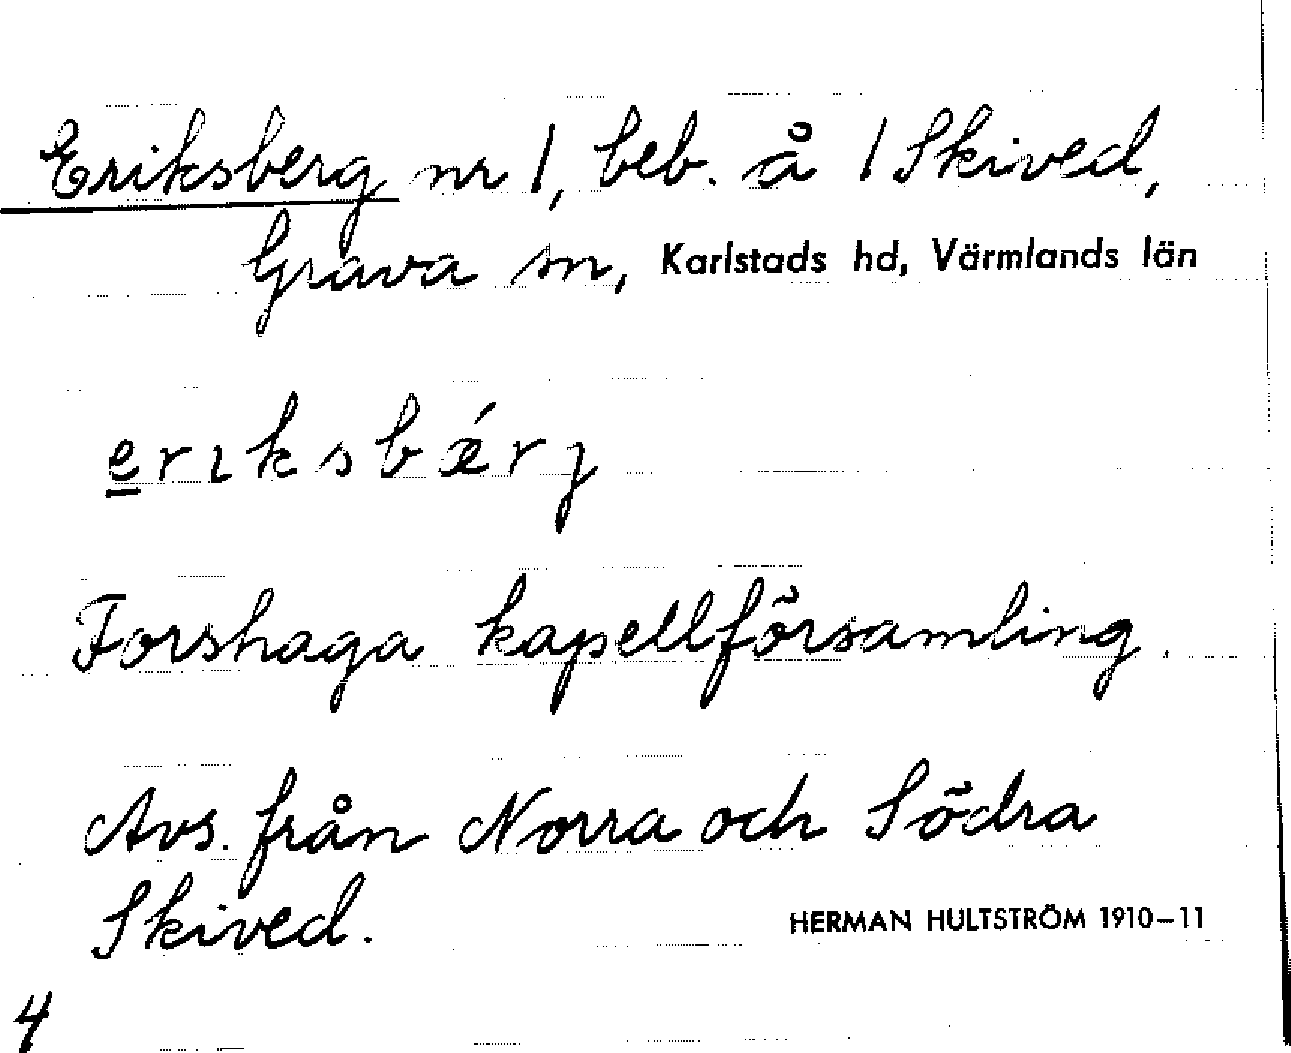 Eriksberg nr 1, beb. å 1 Skived,
Grava sn, Karlstads hd, Värmlands län
e̲rıksbǽrj
Forshaga kapellförsamling.
Avs. från Norra och Södra
Skived.
HERMAN HULTSTRÖM 1910–11
4